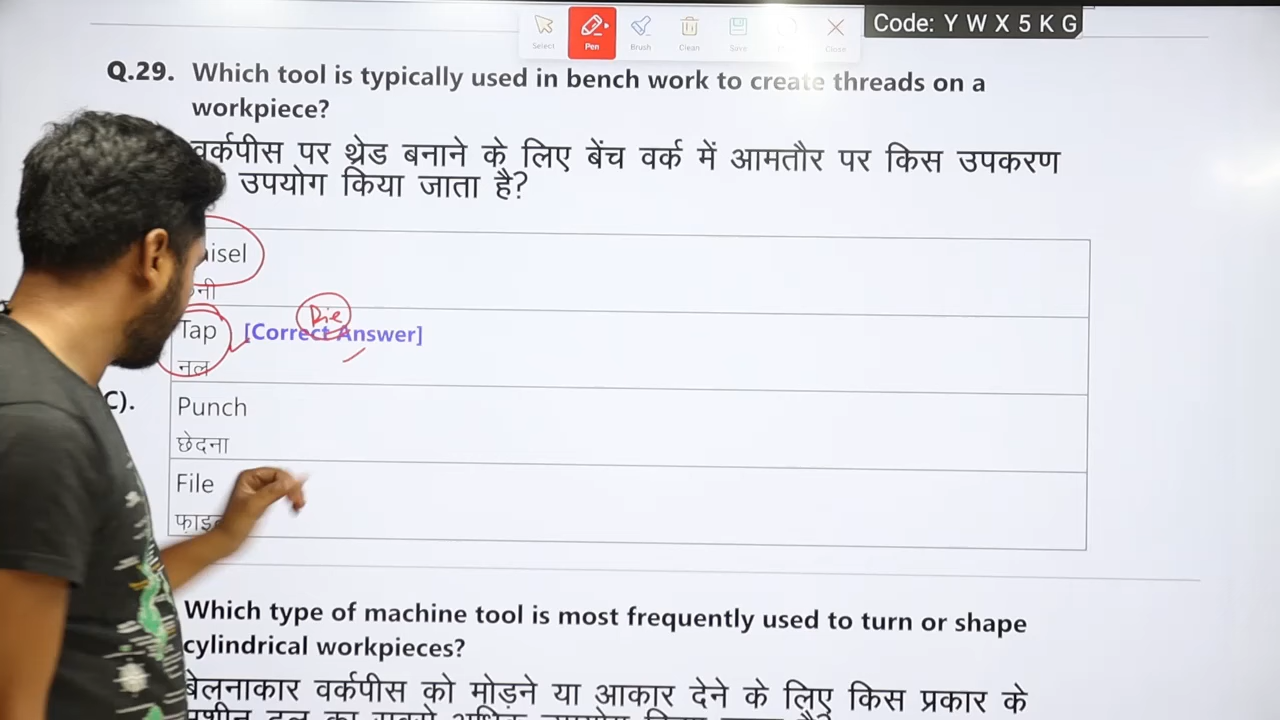 Select
Pen
Brush
Clean
Save
Close
Code: Y W X 5 K G
Q.29. Which tool is typically used in bench work to create threads on a
workpiece?
वर्कपीस पर थ्रेड बनाने के लिए बेंच वर्क में आमतौर पर किस उपकरण
उपयोग किया जाता है?
Die
Tap [Correct Answer]
नल
C).
Punch
छेदना
File
Which type of machine tool is most frequently used to turn or shape
cylindrical workpieces?
बेलनाकार वर्कपीस को मोड़ने या आकार देने के लिए किस प्रकार के